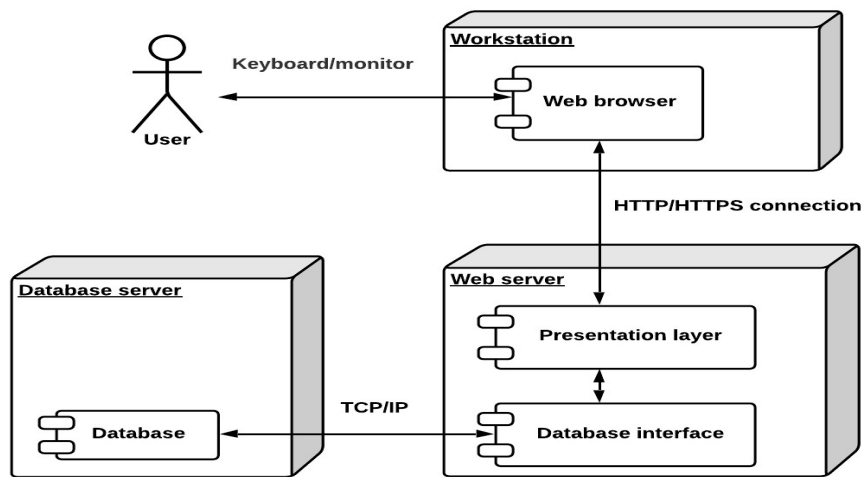 Workstation
Keyboard/monitor
Web browser
User
HTTP/HTTPS connection
Database server
Web server
Presentation layer
TCP/IP
Database
Database interface